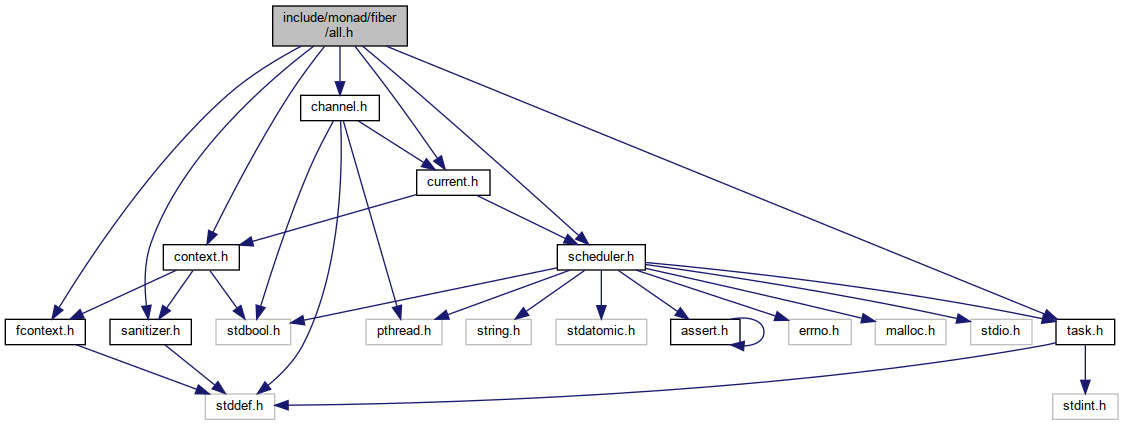 include/monad/fiber
/all.h
channel.h
current.h
context.h
scheduler.h
fcontext.h
sanitizer.h
stdbool.h
pthread.h
string.h
stdatomic.h
assert.h
errno.h
malloc.h
stdio.h
task.h
stddef.h
stdint.h